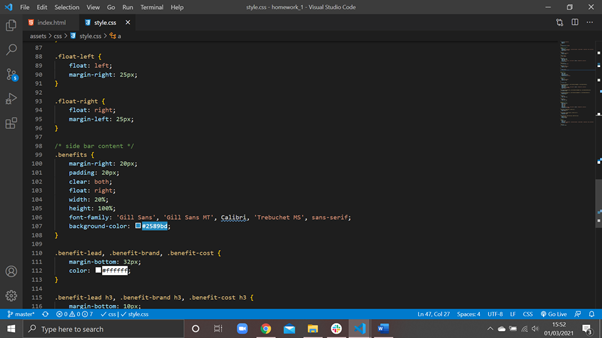 File Edit Selection View Go Run Terminal Help
style.css - homework_1 - Visual Studio Code
index.html
style.css
assets > css > style.css > a
87
88 .float-left {
89 float: left;
90 margin-right: 25px;
91 }
92
93 .float-right {
94 float: right;
95 margin-left: 25px;
96 }
97
98 /* side bar content */
99 .benefits {
100 margin-right: 20px;
101 padding: 20px;
102 clear: both;
103 float: right;
104 width: 20%;
105 height: 100%;
106 font-family: 'Gill Sans', 'Gill Sans MT', Calibri, 'Trebuchet MS', sans-serif;
107 background-color: #2589bd;
108 }
109
110 .benefit-lead, .benefit-brand, .benefit-cost {
111 margin-bottom: 32px;
112 color: #ffffff;
113 }
114
115 .benefit-lead h3, .benefit-brand h3, .benefit-cost h3 {
116 margin-bottom: 10px;
master* 0 0 7 css | style.css
Ln 47, Col 27 Spaces: 4 UTF-8 LF CSS Go Live
Type here to search
15:52
01/03/2021